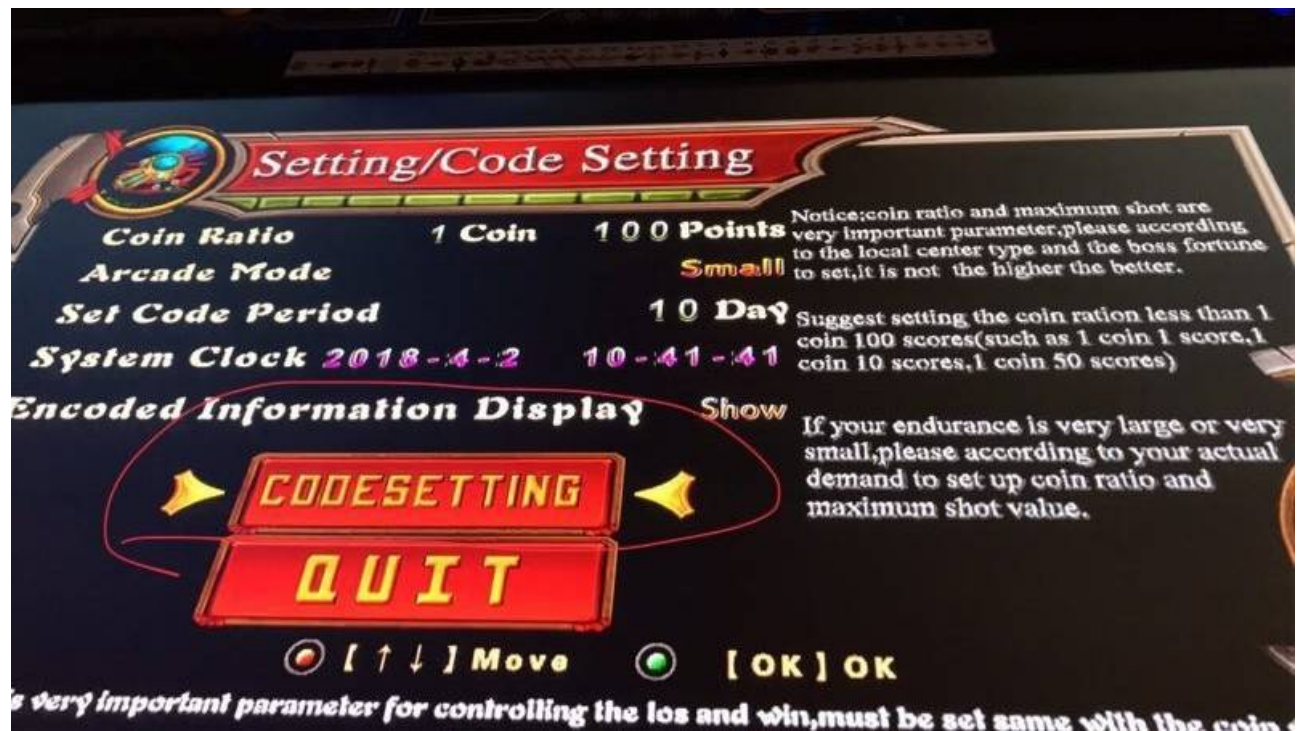 Setting/Code Setting
Coin Ratio 1 Coin 100 Points
Arcade Mode Small
Set Code Period 10 Day
System Clock 2018-4-2 10-41-41
Encoded Information Display Show
CODESETTING
QUIT
[↑↓] Move [OK] OK
Notice;coin ratio and maximum shot are
very important parameter,please according
to the local center type and the boss fortune
to set,it is not the higher the better.
Suggest setting the coin ration less than 1
coin 100 scores(such as 1 coin 1 score,1
coin 10 scores,1 coin 50 scores)
If your endurance is very large or very
small,please according to your actual
demand to set up coin ratio and
maximum shot value.
very important parameter for controlling the los and win,must be set same with the coin